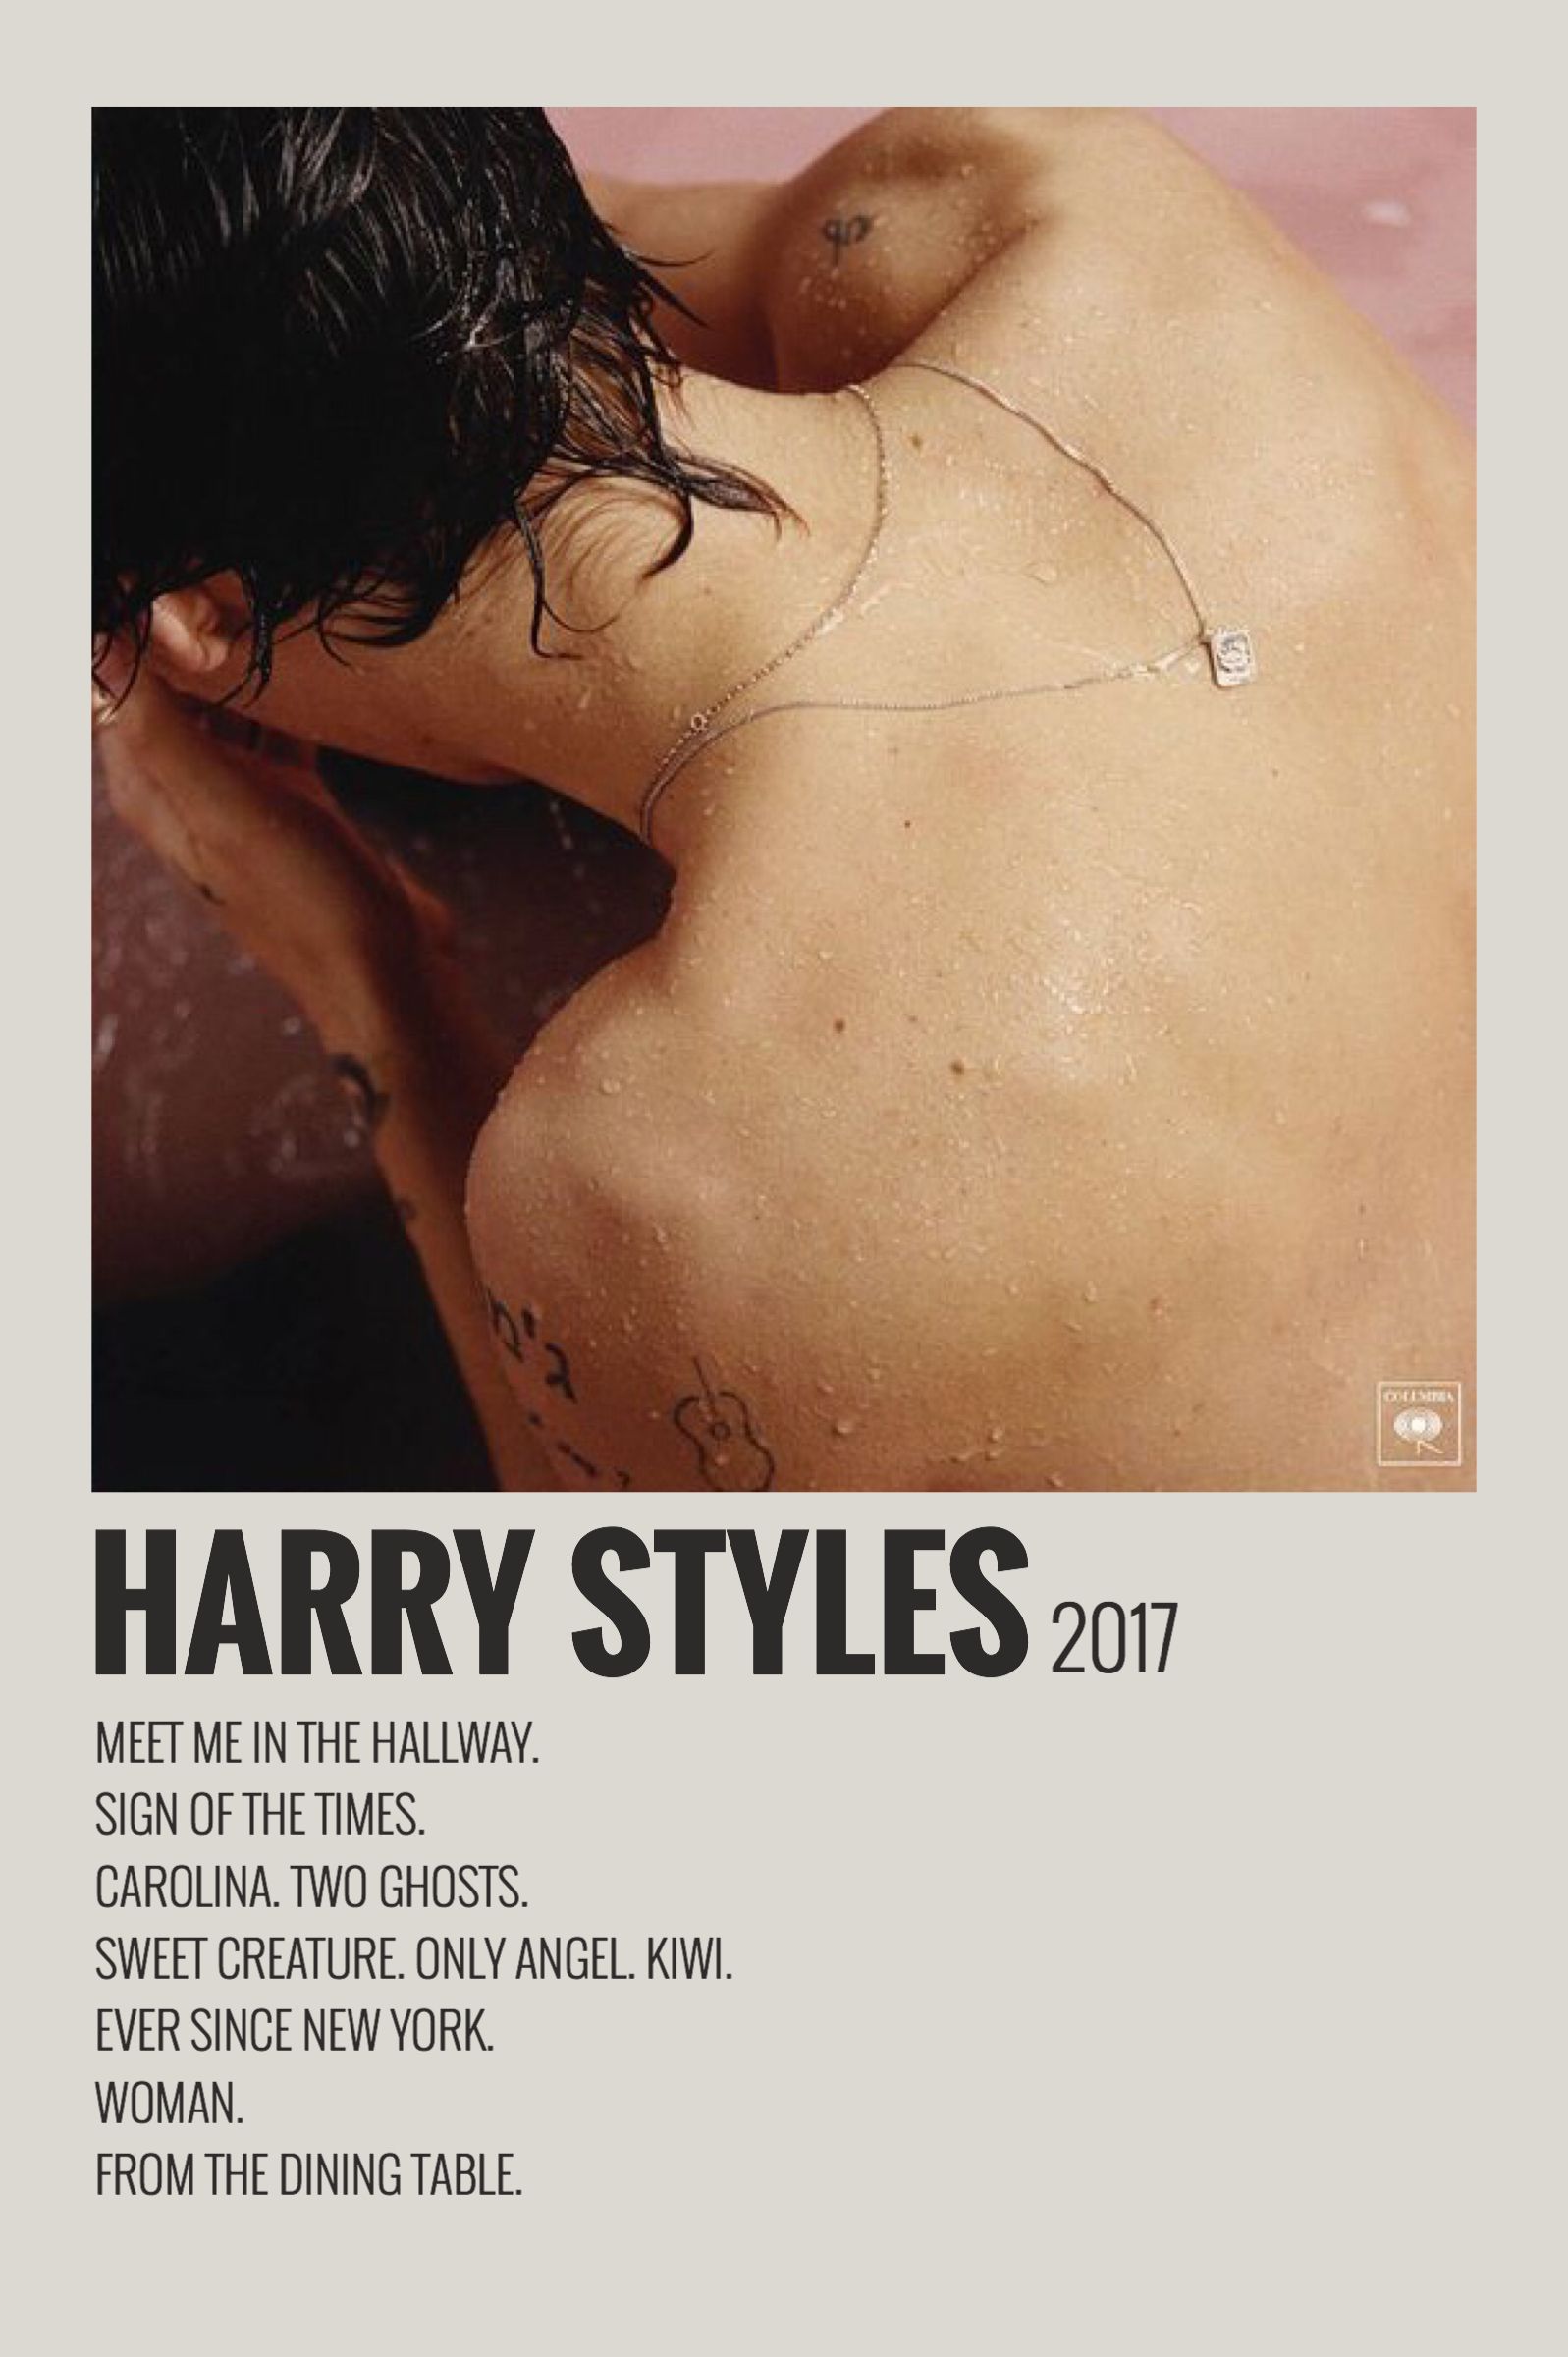 COLUMBIA
HARRY STYLES 2017
MEET ME IN THE HALLWAY.
SIGN OF THE TIMES.
CAROLINA. TWO GHOSTS.
SWEET CREATURE. ONLY ANGEL. KIWI.
EVER SINCE NEW YORK.
WOMAN.
FROM THE DINING TABLE.